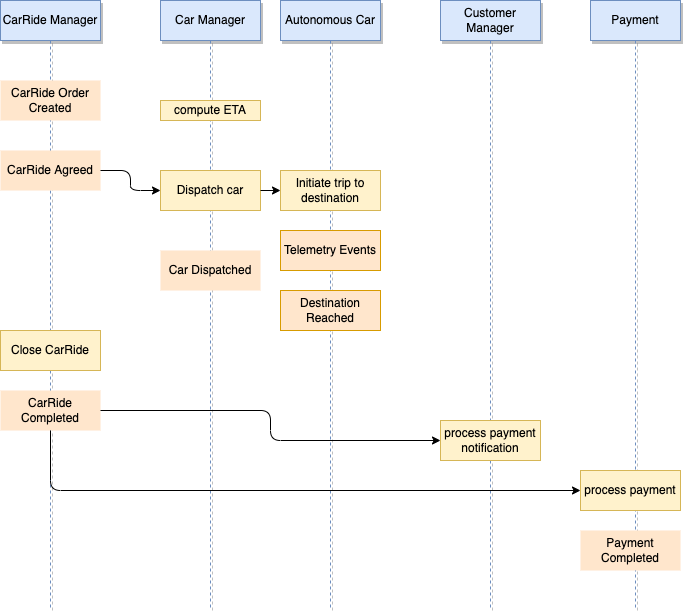 CarRide Manager
Car Manager
Autonomous Car
Customer
Manager
Payment
CarRide Order
Created
compute ETA
CarRide Agreed
Dispatch car
Initiate trip to
destination
Telemetry Events
Car Dispatched
Destination
Reached
Close CarRide
CarRide
Completed
process payment
notification
process payment
Payment
Completed